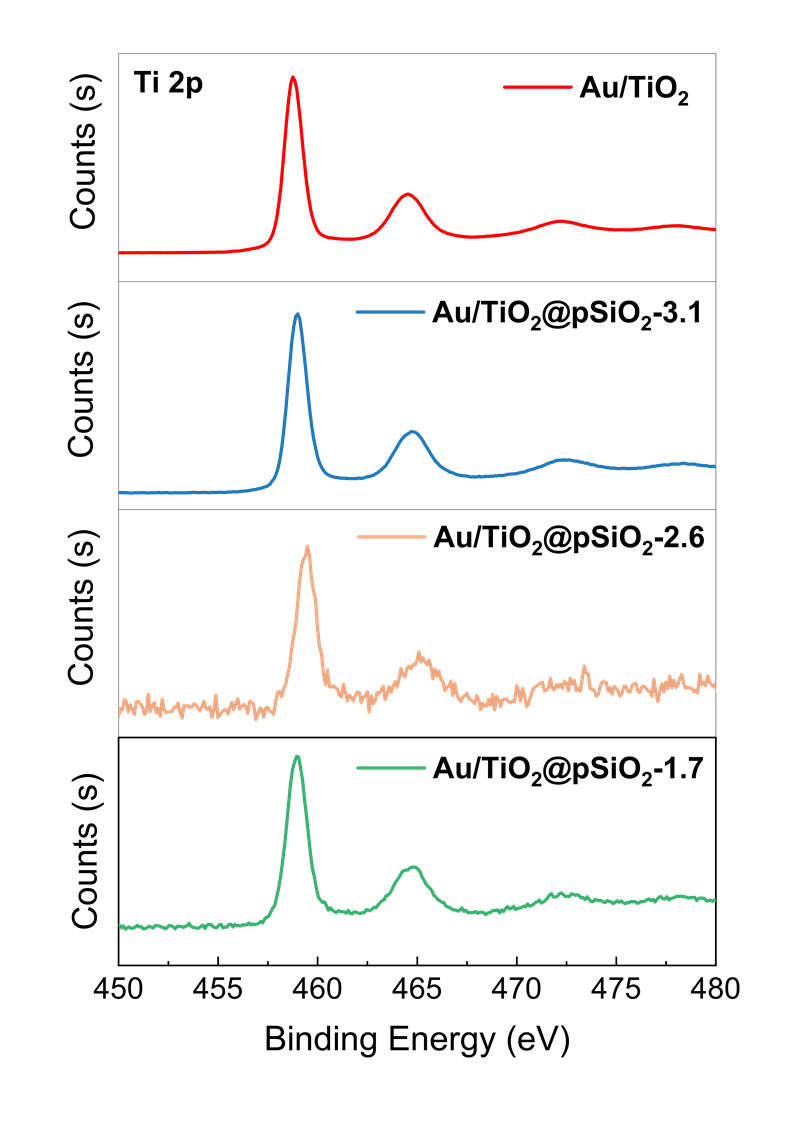 Ti 2p
Au/TiO₂
Counts (s)
Au/TiO₂@pSiO₂-3.1
Counts (s)
Au/TiO₂@pSiO₂-2.6
Counts (s)
Au/TiO₂@pSiO₂-1.7
Counts (s)
450 455 460 465 470 475 480
Binding Energy (eV)